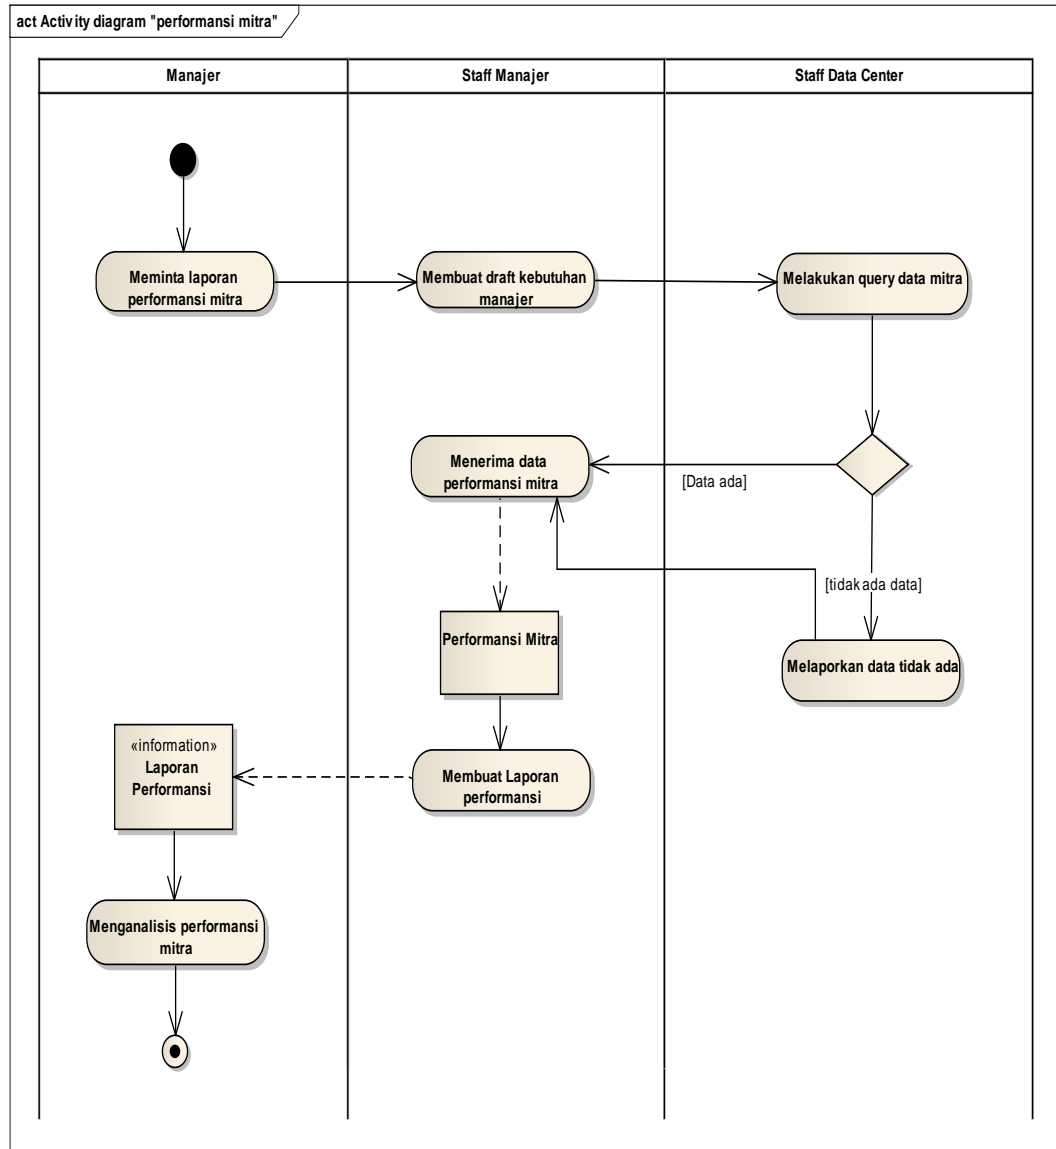 act Activity diagram "performansi mitra"
Manajer
Staff Manajer
Staff Data Center
Meminta laporan
performansi mitra
Membuat draft kebutuhan
manajer
Melakukan query data mitra
Menerima data
performansi mitra
[Data ada]
[tidak ada data]
Performansi Mitra
Melaporkan data tidak ada
«information»
Laporan
Performansi
Membuat Laporan
performansi
Menganalisis performansi
mitra